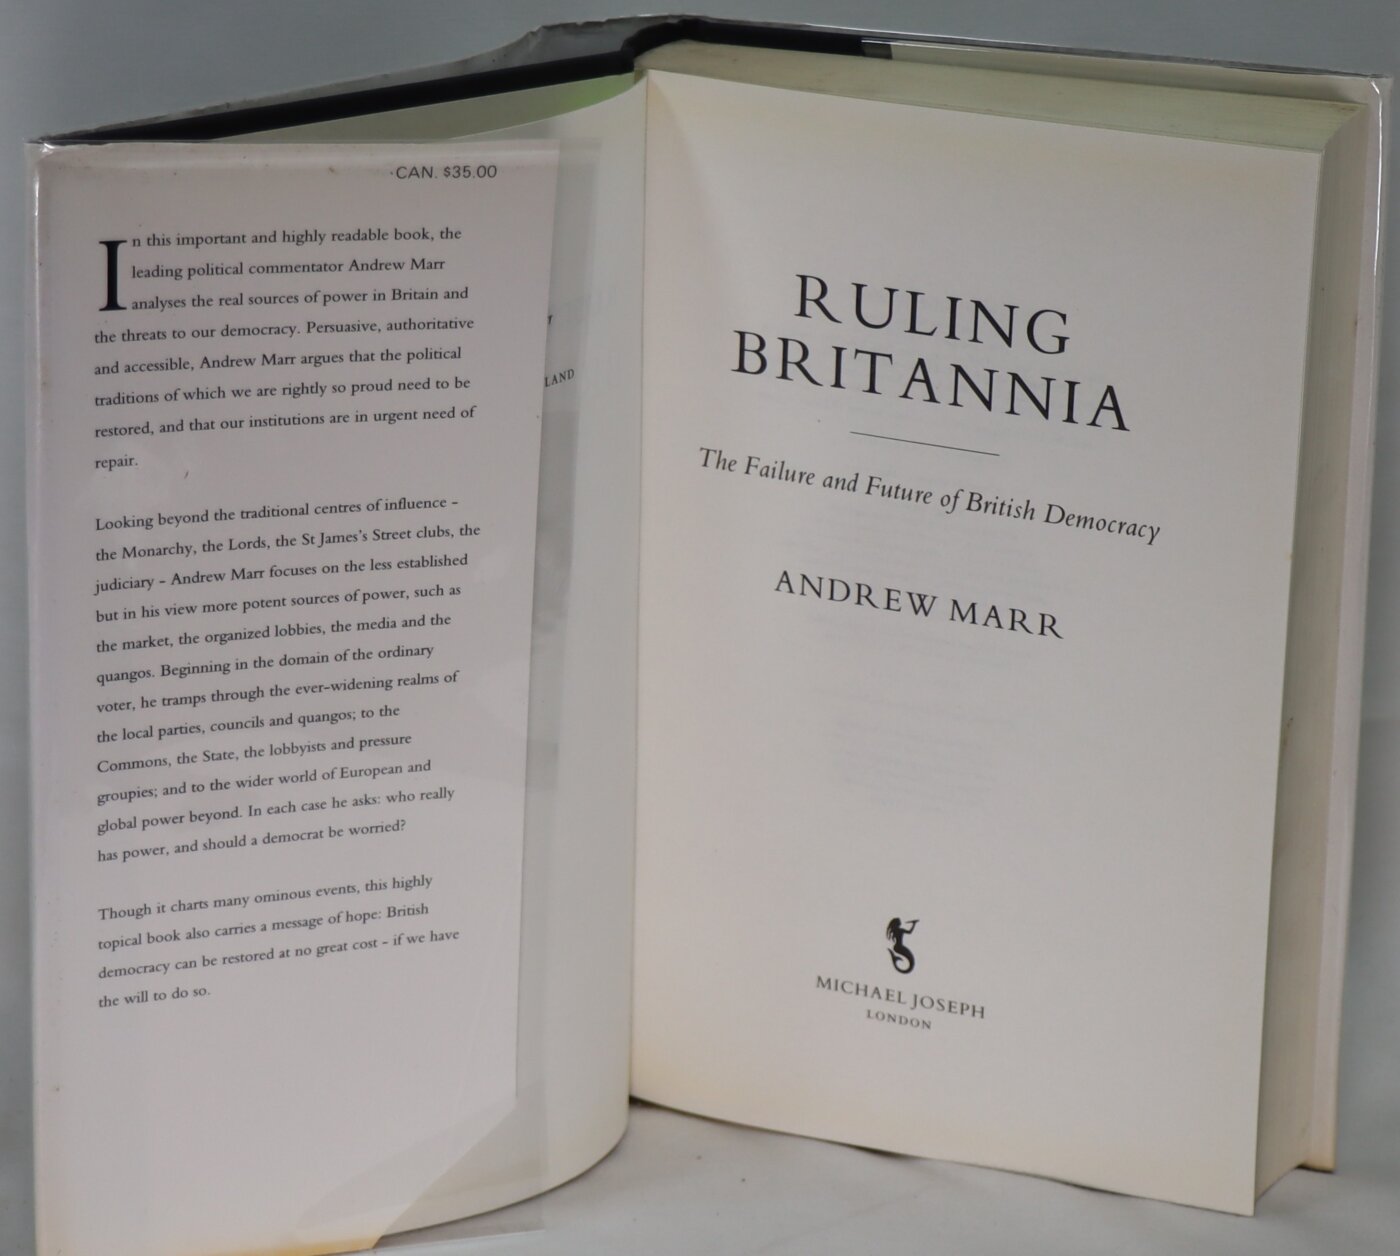 CAN. $35.00
In this important and highly readable book, the
leading political commentator Andrew Marr
analyses the real sources of power in Britain and
the threats to our democracy. Persuasive, authoritative
and accessible, Andrew Marr argues that the political
traditions of which we are rightly so proud need to be
restored, and that our institutions are in urgent need of
repair.
Looking beyond the traditional centres of influence –
the Monarchy, the Lords, the St James's Street clubs, the
judiciary – Andrew Marr focuses on the less established
but in his view more potent sources of power, such as
the market, the organized lobbies, the media and the
quangos. Beginning in the domain of the ordinary
voter, he tramps through the ever-widening realms of
the local parties, councils and quangos; to the
Commons, the State, the lobbyists and pressure
groupies; and to the wider world of European and
global power beyond. In each case he asks: who really
has power, and should a democrat be worried?
Though it charts many ominous events, this highly
topical book also carries a message of hope: British
democracy can be restored at no great cost – if we have
the will to do so.
LAND
RULING
BRITANNIA
The Failure and Future of British Democracy
ANDREW MARR
MICHAEL JOSEPH
LONDON